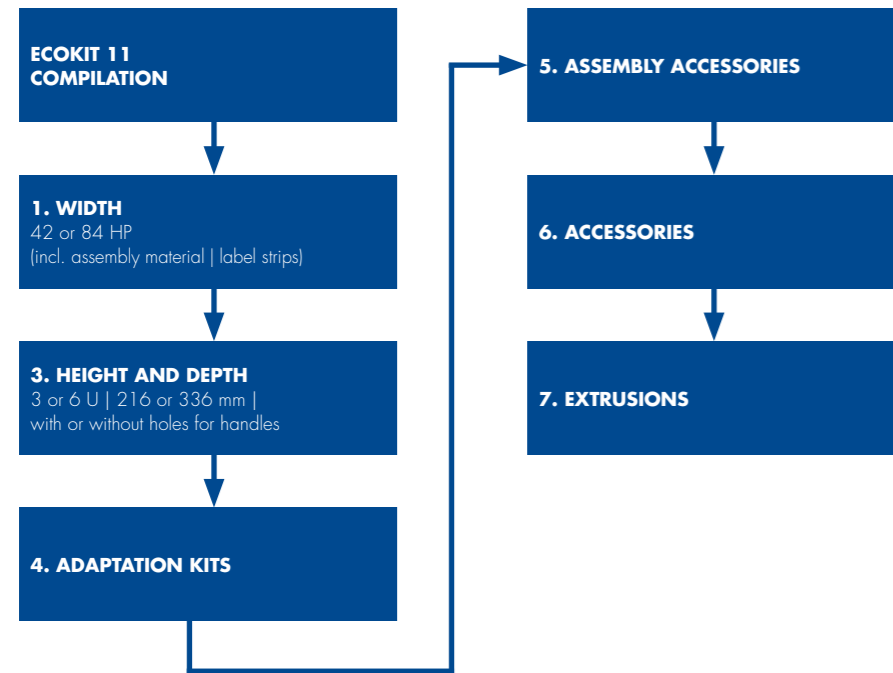 ECOKIT 11
COMPILATION
1. WIDTH
42 or 84 HP
(incl. assembly material | label strips)
3. HEIGHT AND DEPTH
3 or 6 U | 216 or 336 mm |
with or without holes for handles
4. ADAPTATION KITS
5. ASSEMBLY ACCESSORIES
6. ACCESSORIES
7. EXTRUSIONS